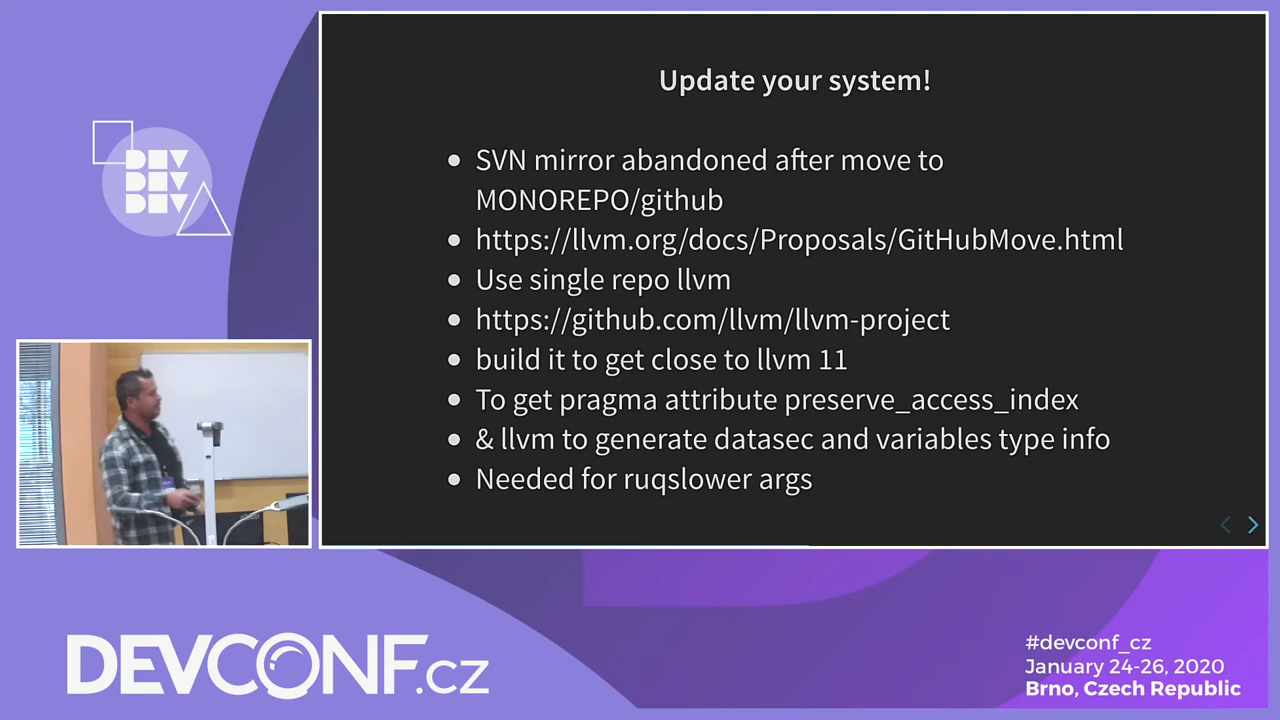 DEV
DEV
DEV
Update your system!
SVN mirror abandoned after move to
MONOREPO/github
https://llvm.org/docs/Proposals/GitHubMove.html
Use single repo llvm
https://github.com/llvm/llvm-project
build it to get close to llvm 11
To get pragma attribute preserve_access_index
& llvm to generate datasec and variables type info
Needed for ruqslower args
DEVCONF.cz
#devconf_cz
January 24-26, 2020
Brno, Czech Republic